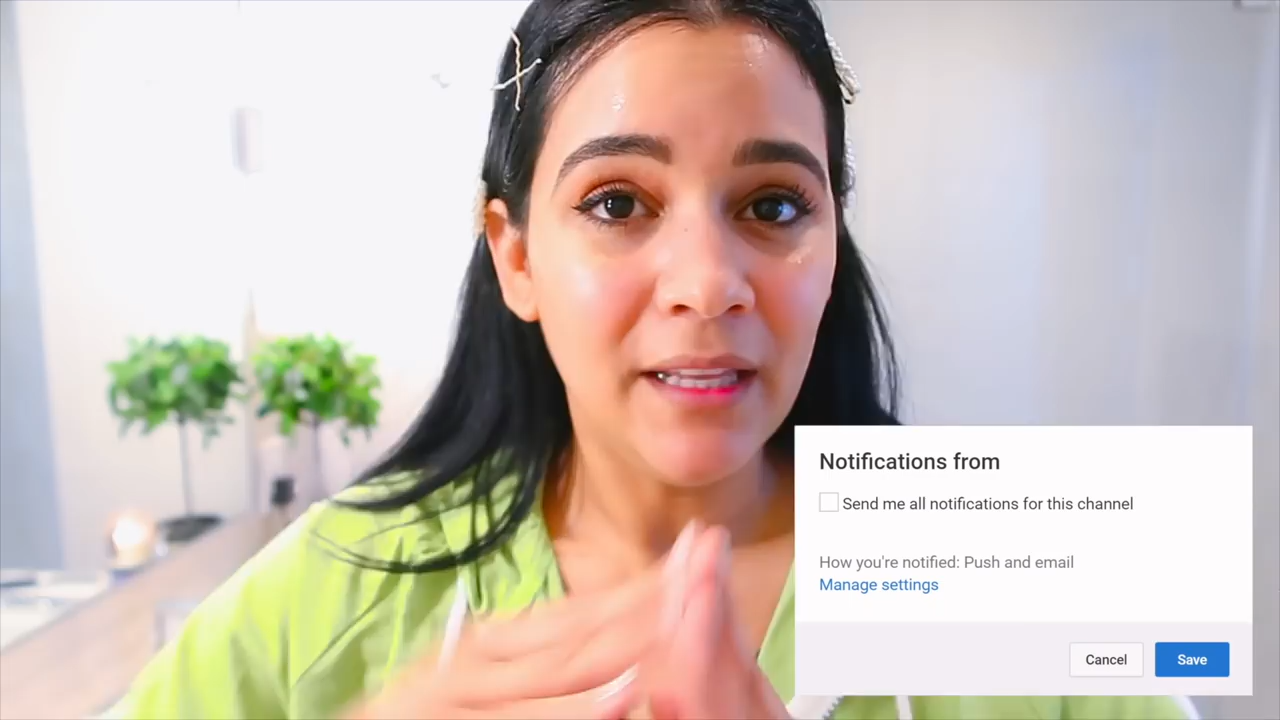 Notifications from
Send me all notifications for this channel
How you're notified: Push and email
Manage settings
Cancel
Save